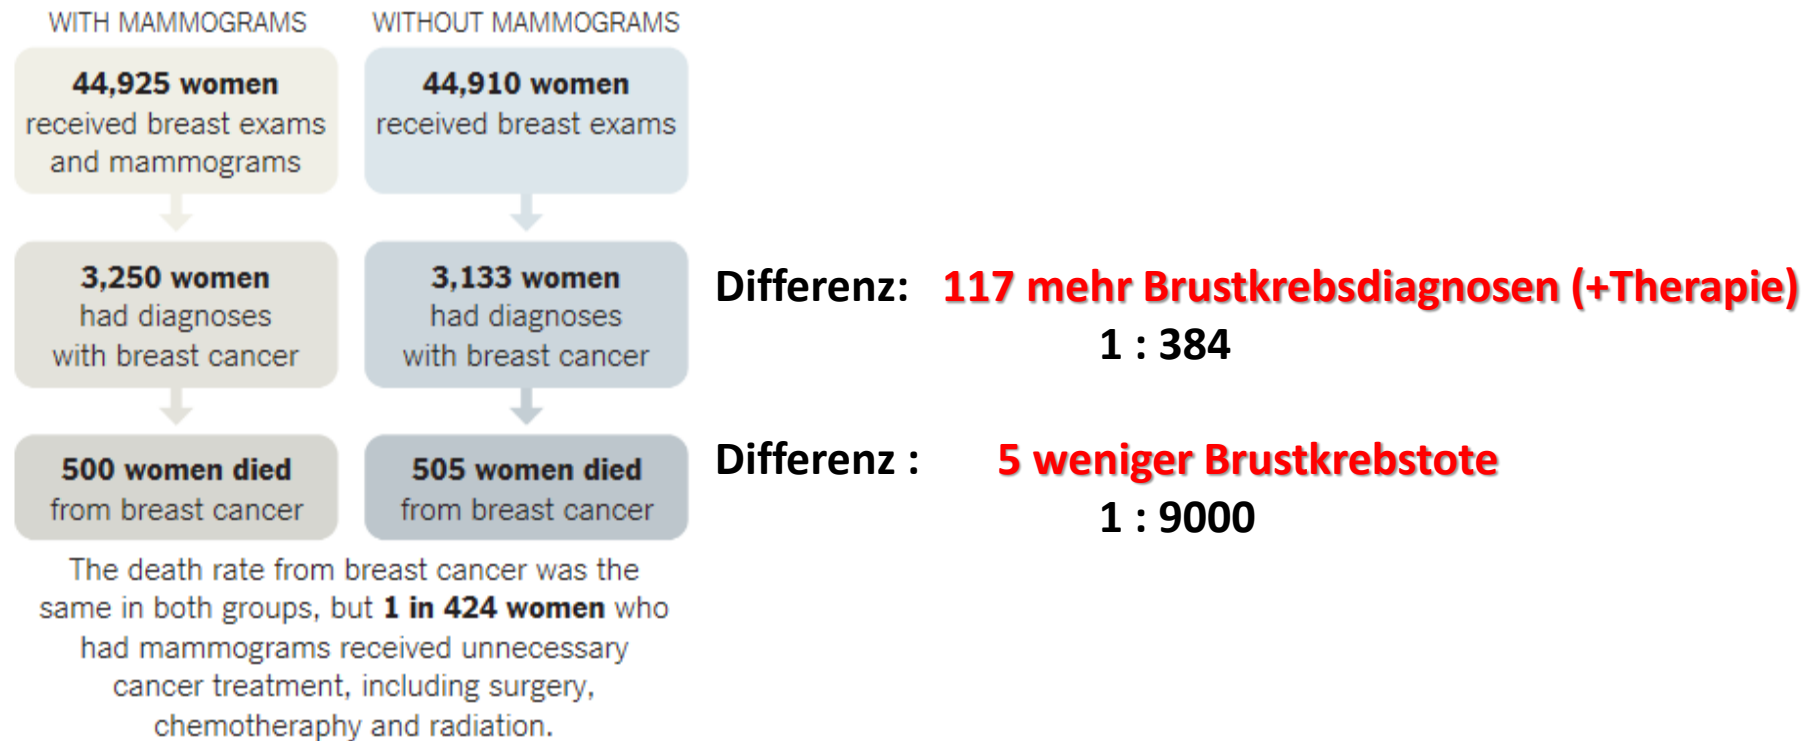 WITH MAMMOGRAMS
44,925 women
received breast exams
and mammograms
3,250 women
had diagnoses
with breast cancer
500 women died
from breast cancer
WITHOUT MAMMOGRAMS
44,910 women
received breast exams
3,133 women
had diagnoses
with breast cancer
505 women died
from breast cancer
The death rate from breast cancer was the
same in both groups, but 1 in 424 women who
had mammograms received unnecessary
cancer treatment, including surgery,
chemotheraphy and radiation.
Differenz: 117 mehr Brustkrebsdiagnosen (+Therapie)
1 : 384
Differenz : 5 weniger Brustkrebstote
1 : 9000